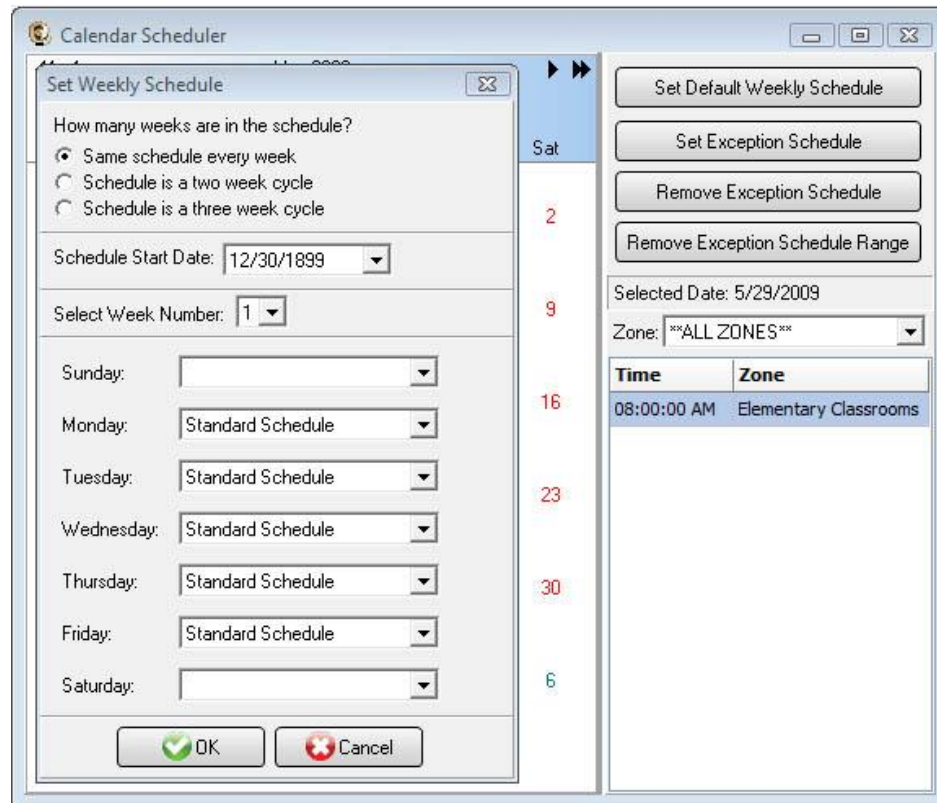 Calendar Scheduler
Set Weekly Schedule
How many weeks are in the schedule?
Same schedule every week
Schedule is a two week cycle
Schedule is a three week cycle
Schedule Start Date: 12/30/1899
Select Week Number: 1
Sunday:
Monday: Standard Schedule
Tuesday: Standard Schedule
Wednesday: Standard Schedule
Thursday: Standard Schedule
Friday: Standard Schedule
Saturday:
OK Cancel
Sat
2
9
16
23
30
6
Set Default Weekly Schedule
Set Exception Schedule
Remove Exception Schedule
Remove Exception Schedule Range
Selected Date: 5/29/2009
Zone: **ALL ZONES**
Time Zone
08:00:00 AM Elementary Classrooms